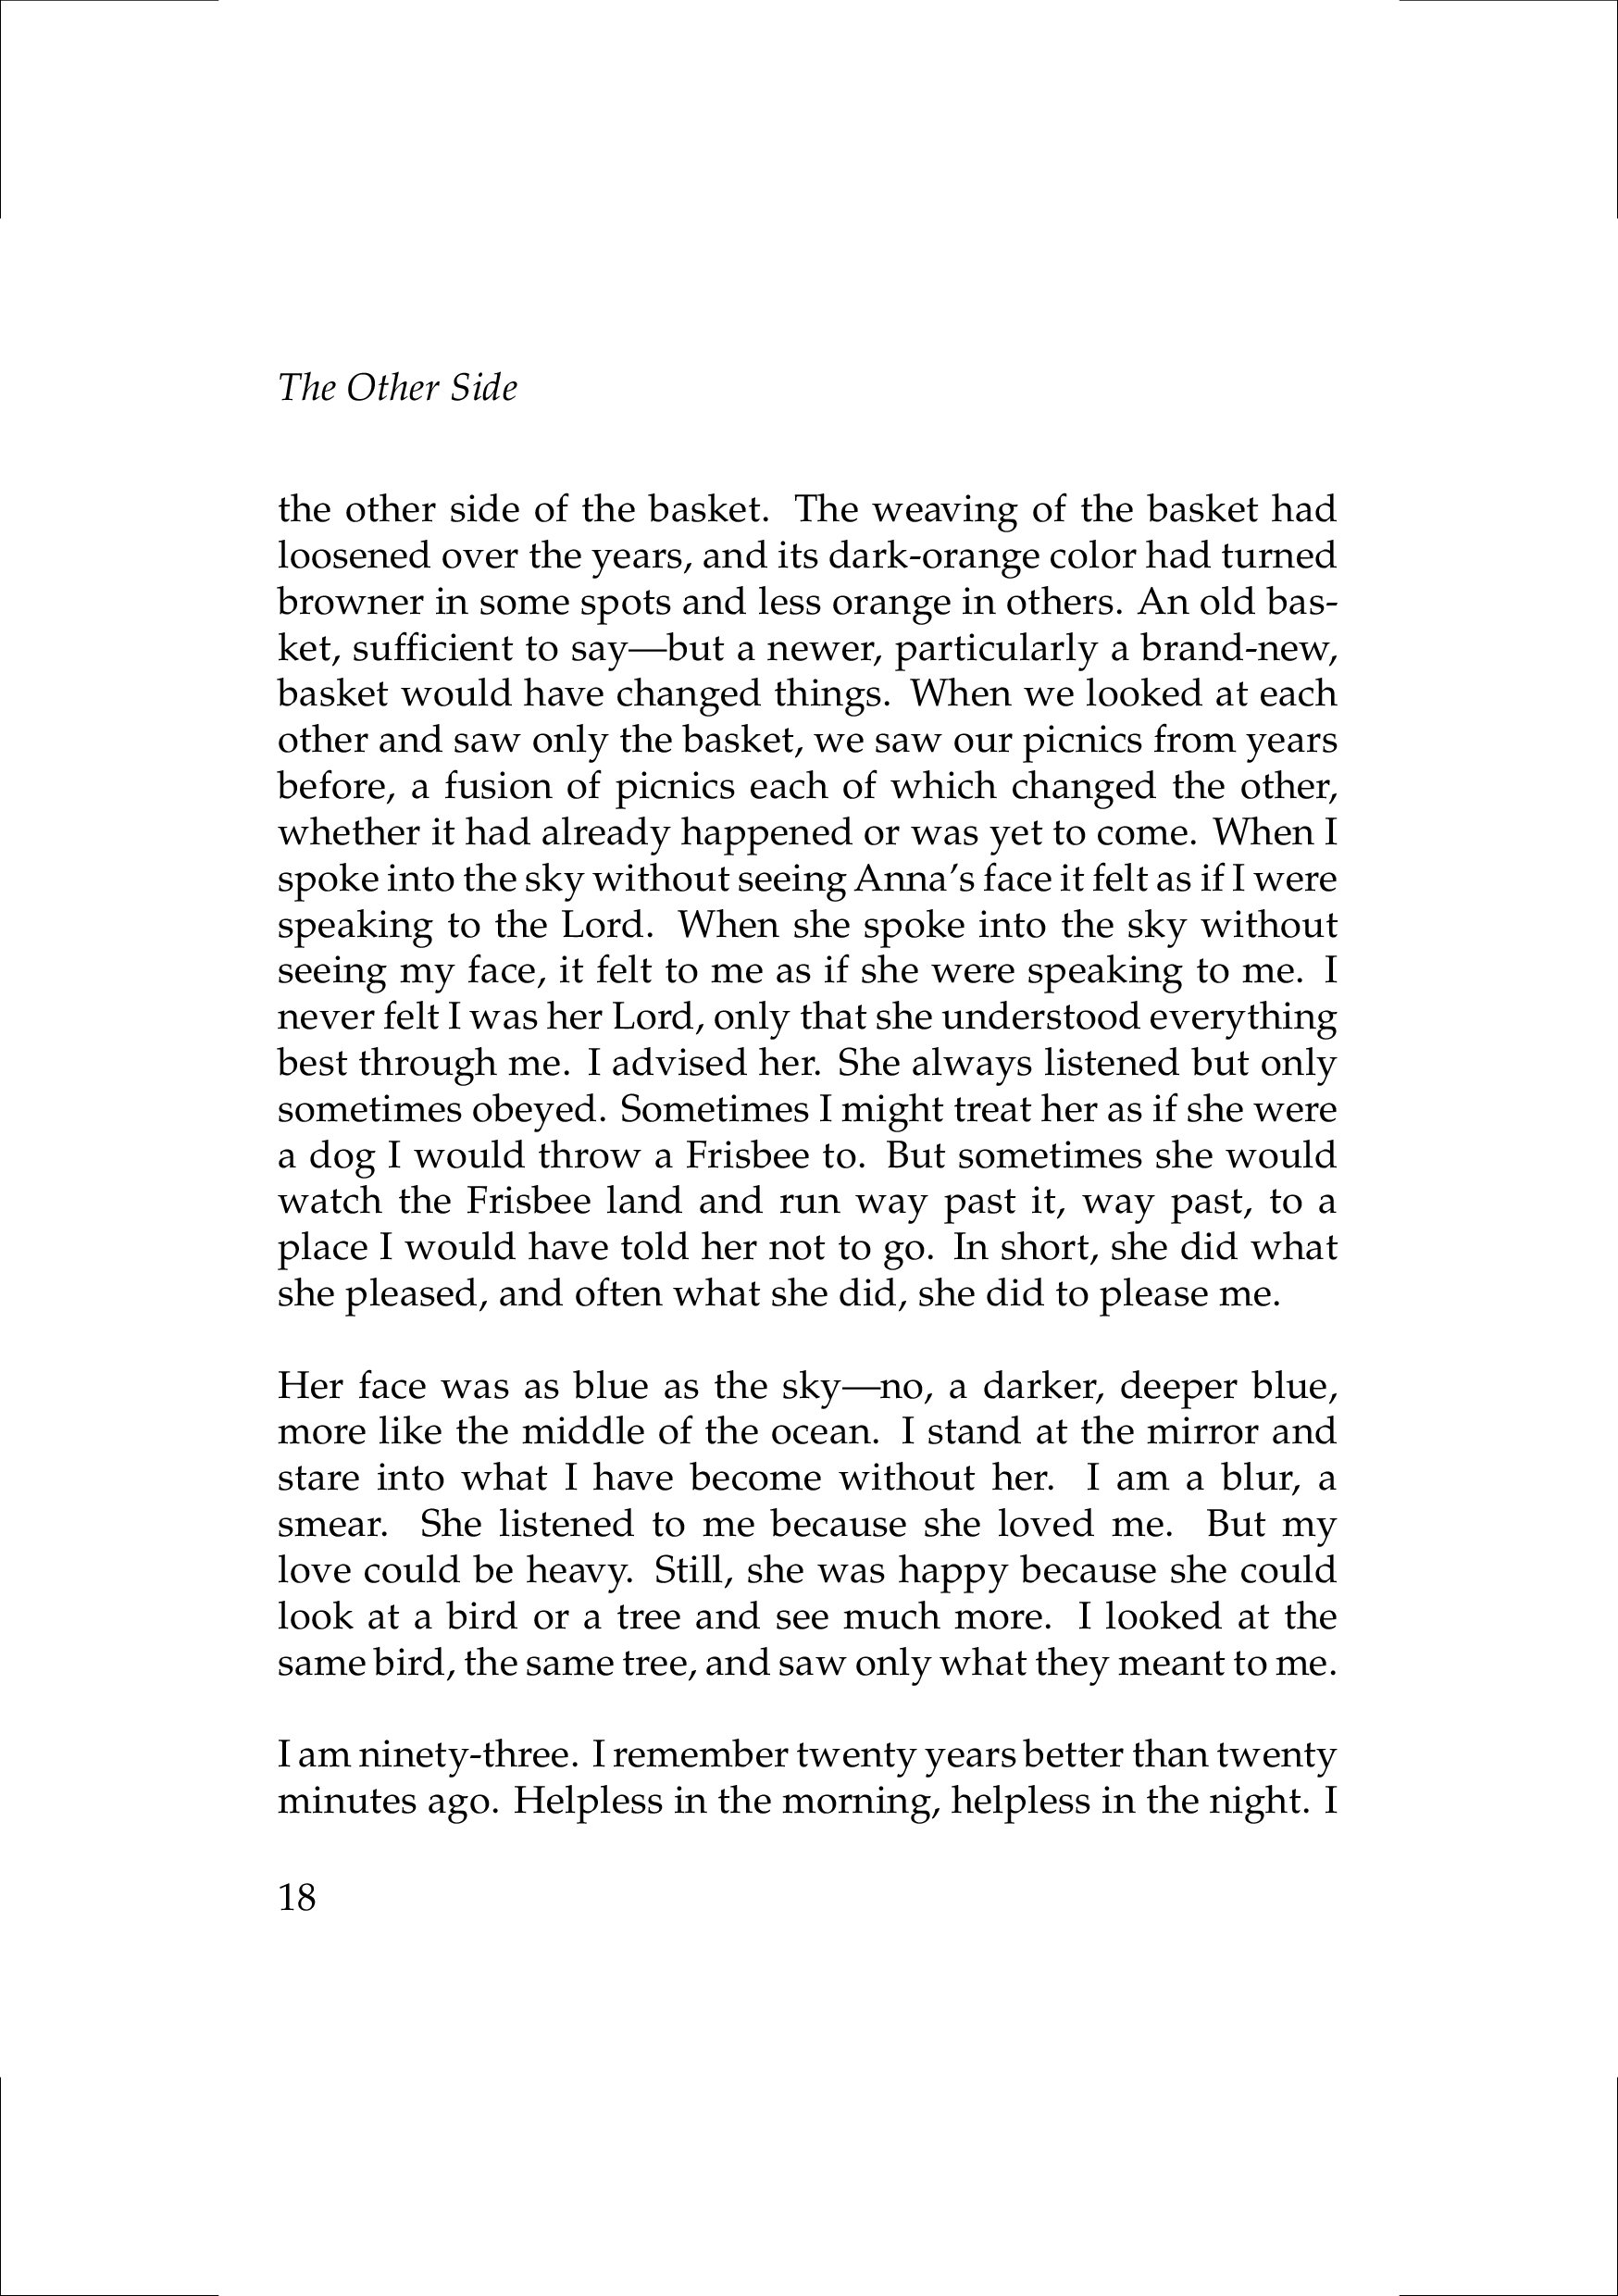 The Other Side
the other side of the basket. The weaving of the basket had
loosened over the years, and its dark-orange color had turned
browner in some spots and less orange in others. An old bas-
ket, sufficient to say—but a newer, particularly a brand-new,
basket would have changed things. When we looked at each
other and saw only the basket, we saw our picnics from years
before, a fusion of picnics each of which changed the other,
whether it had already happened or was yet to come. When I
spoke into the sky without seeing Anna’s face it felt as if I were
speaking to the Lord. When she spoke into the sky without
seeing my face, it felt to me as if she were speaking to me. I
never felt I was her Lord, only that she understood everything
best through me. I advised her. She always listened but only
sometimes obeyed. Sometimes I might treat her as if she were
a dog I would throw a Frisbee to. But sometimes she would
watch the Frisbee land and run way past it, way past, to a
place I would have told her not to go. In short, she did what
she pleased, and often what she did, she did to please me.
Her face was as blue as the sky—no, a darker, deeper blue,
more like the middle of the ocean. I stand at the mirror and
stare into what I have become without her. I am a blur, a
smear. She listened to me because she loved me. But my
love could be heavy. Still, she was happy because she could
look at a bird or a tree and see much more. I looked at the
same bird, the same tree, and saw only what they meant to me.
I am ninety-three. I remember twenty years better than twenty
minutes ago. Helpless in the morning, helpless in the night. I
18